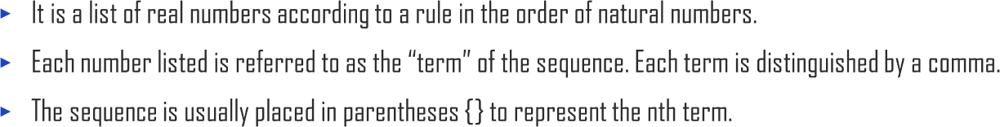 ▸ It is a list of real numbers according to a rule in the order of natural numbers.
▸ Each number listed is referred to as the “term” of the sequence. Each term is distinguished by a comma.
▸ The sequence is usually placed in parentheses {} to represent the nth term.